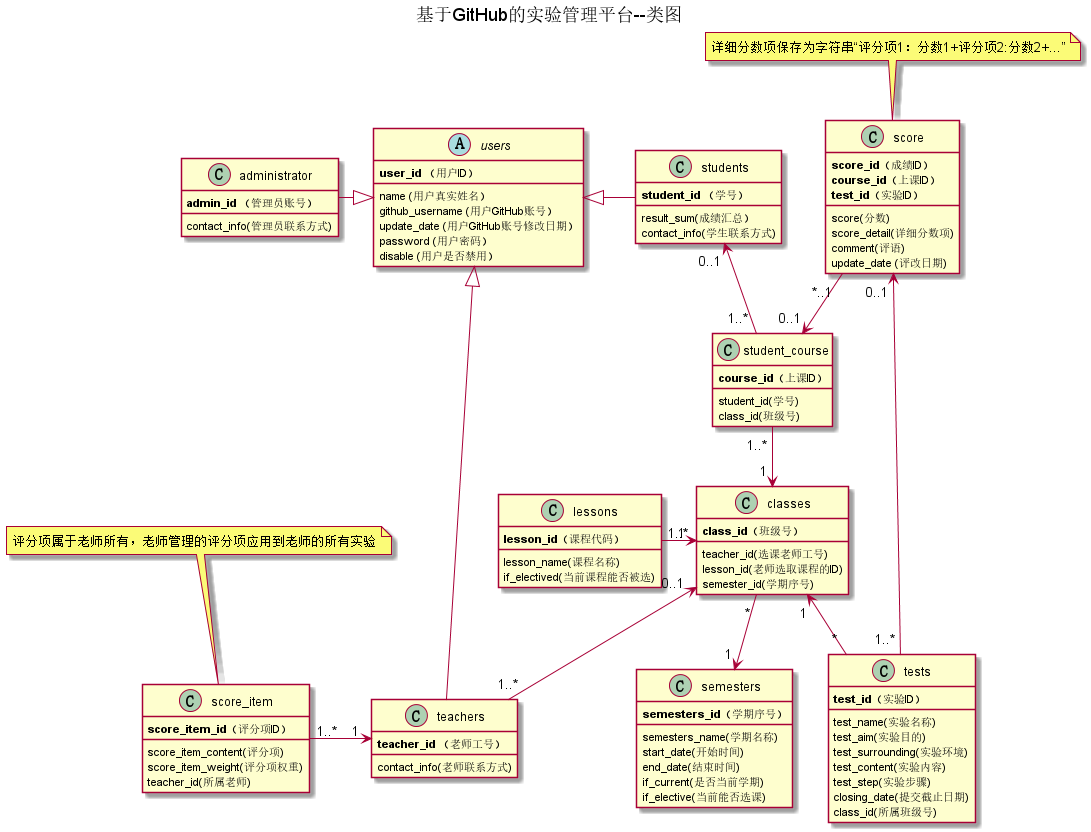 基于GitHub的实验管理平台--类图
详细分数项保存为字符串"评分项1：分数1+评分项2:分数2+..."
C administrator
admin_id （管理员账号）
contact_info(管理员联系方式)
A users
user_id （用户ID）
name (用户真实姓名)
github_username (用户GitHub账号)
update_date (用户GitHub账号修改日期)
password (用户密码)
disable (用户是否禁用)
C students
student_id （学号）
result_sum(成绩汇总)
contact_info(学生联系方式)
C score
score_id （成绩ID）
course_id （上课ID）
test_id （实验ID）
score(分数)
score_detail(详细分数项)
comment(评语)
update_date (评改日期)
0..1
1..*
*..1
0..1
0..1
1..*
C student_course
course_id （上课ID）
student_id(学号)
class_id(班级号)
1..*
1
C lessons
lesson_id （课程代码）
lesson_name(课程名称)
if_electived(当前课程能否被选)
1..*
1
C classes
class_id （班级号）
teacher_id(选课老师工号)
lesson_id(老师选取课程的ID)
semester_id(学期序号)
0..1
1..*
*
1
1
*
评分项属于老师所有，老师管理的评分项应用到老师的所有实验
C score_item
score_item_id （评分项ID）
score_item_content(评分项)
score_item_weight(评分项权重)
teacher_id(所属老师)
1..*
1
C teachers
teacher_id （老师工号）
contact_info(老师联系方式)
C semesters
semesters_id （学期序号）
semesters_name(学期名称)
start_date(开始时间)
end_date(结束时间)
if_current(是否当前学期)
if_elective(当前能否选课)
C tests
test_id （实验ID）
test_name(实验名称)
test_aim(实验目的)
test_surrounding(实验环境)
test_content(实验内容)
test_step(实验步骤)
closing_date(提交截止日期)
class_id(所属班级号)